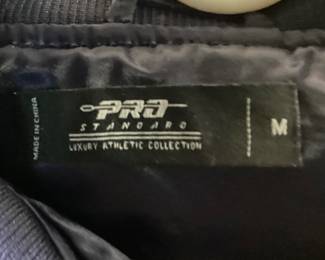 MADE IN CHINA
PRO
STANDARD
LUXURY ATHLETIC COLLECTION
M